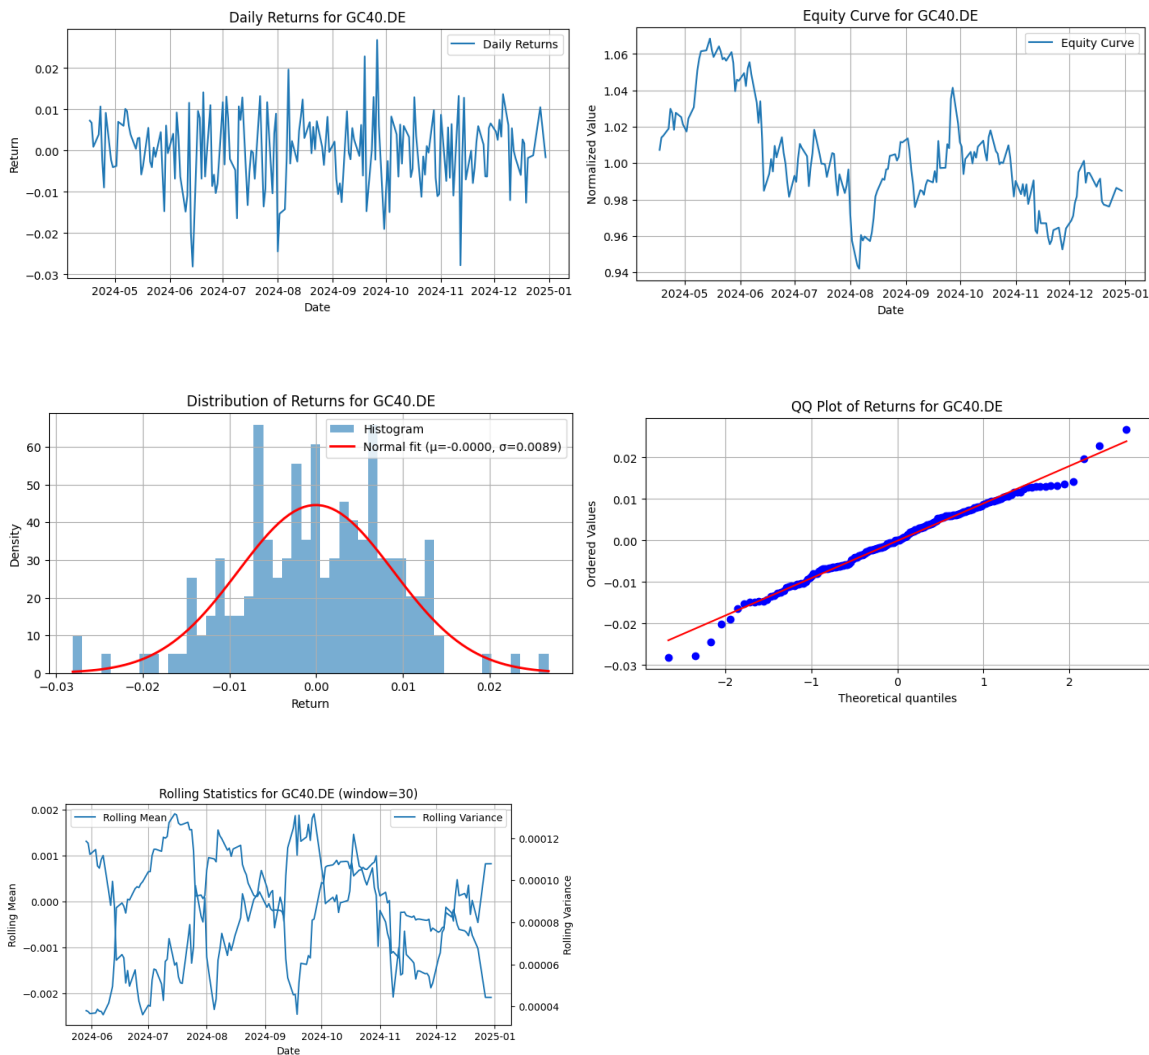 Daily Returns for GC40.DE
Daily Returns
0.02
0.01
0.00
−0.01
−0.02
−0.03
Return
2024-05 2024-06 2024-07 2024-08 2024-09 2024-10 2024-11 2024-12 2025-01
Date
Equity Curve for GC40.DE
Equity Curve
1.06
1.04
1.02
1.00
0.98
0.96
0.94
Normalized Value
2024-05 2024-06 2024-07 2024-08 2024-09 2024-10 2024-11 2024-12 2025-01
Date
Distribution of Returns for GC40.DE
Histogram
Normal fit (μ=-0.0000, σ=0.0089)
60
50
40
30
20
10
0
Density
−0.03 −0.02 −0.01 0.00 0.01 0.02
Return
QQ Plot of Returns for GC40.DE
0.02
0.01
0.00
−0.01
−0.02
−0.03
Ordered Values
−2 −1 0 1 2
Theoretical quantiles
Rolling Statistics for GC40.DE (window=30)
Rolling Mean
Rolling Variance
0.002
0.001
0.000
−0.001
−0.002
Rolling Mean
0.00012
0.00010
0.00008
0.00006
0.00004
Rolling Variance
2024-06 2024-07 2024-08 2024-09 2024-10 2024-11 2024-12 2025-01
Date